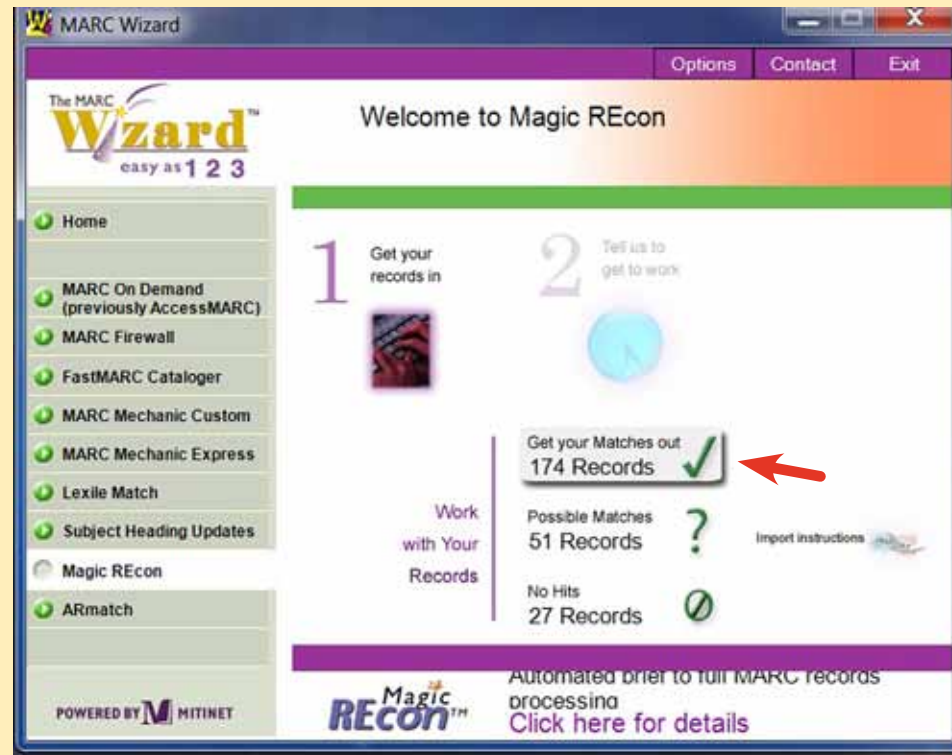 MARC Wizard
Options Contact Exit
The MARC
Wizard™
easy as 1 2 3
Welcome to Magic REcon
Home
MARC On Demand
(previously AccessMARC)
MARC Firewall
FastMARC Cataloger
MARC Mechanic Custom
MARC Mechanic Express
Lexile Match
Subject Heading Updates
Magic REcon
ARmatch
POWERED BY M MITINET
1 Get your
records in
2 Tell us to
get to work
Work
with Your
Records
Get your Matches out
174 Records
Possible Matches
51 Records
Import instructions
No Hits
27 Records
Magic
REcon™
Automated brief to full MARC records
processing
Click here for details